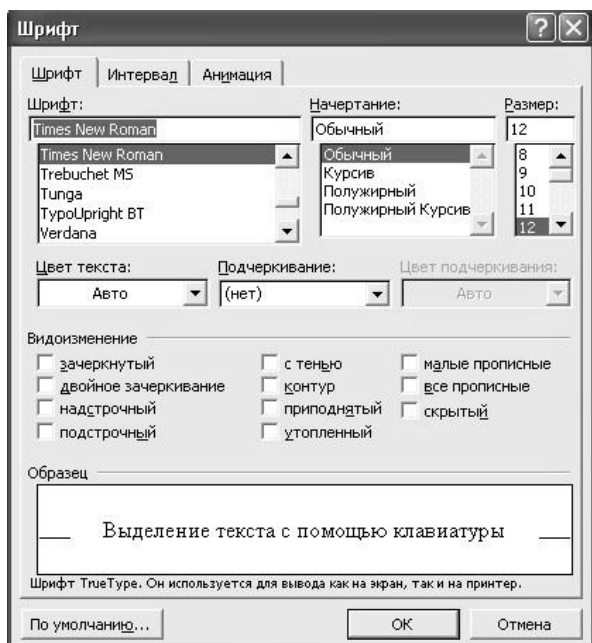 Шрифт
Шрифт Интервал Анимация
Шрифт: Начертание: Размер:
Times New Roman Обычный 12
Times New Roman Обычный 8
Trebuchet MS Курсив 9
Tunga Полужирный 10
TypoUpright BT Полужирный Курсив 11
Verdana 12
Цвет текста: Подчеркивание: Цвет подчеркивания:
Авто (нет) Авто
Видоизменение
зачеркнутый с тенью малые прописные
двойное зачеркивание контур все прописные
надстрочный приподнятый скрытый
подстрочный утопленный
Образец
Выделение текста с помощью клавиатуры
Шрифт TrueType. Он используется для вывода как на экран, так и на принтер.
По умолчанию... ОК Отмена